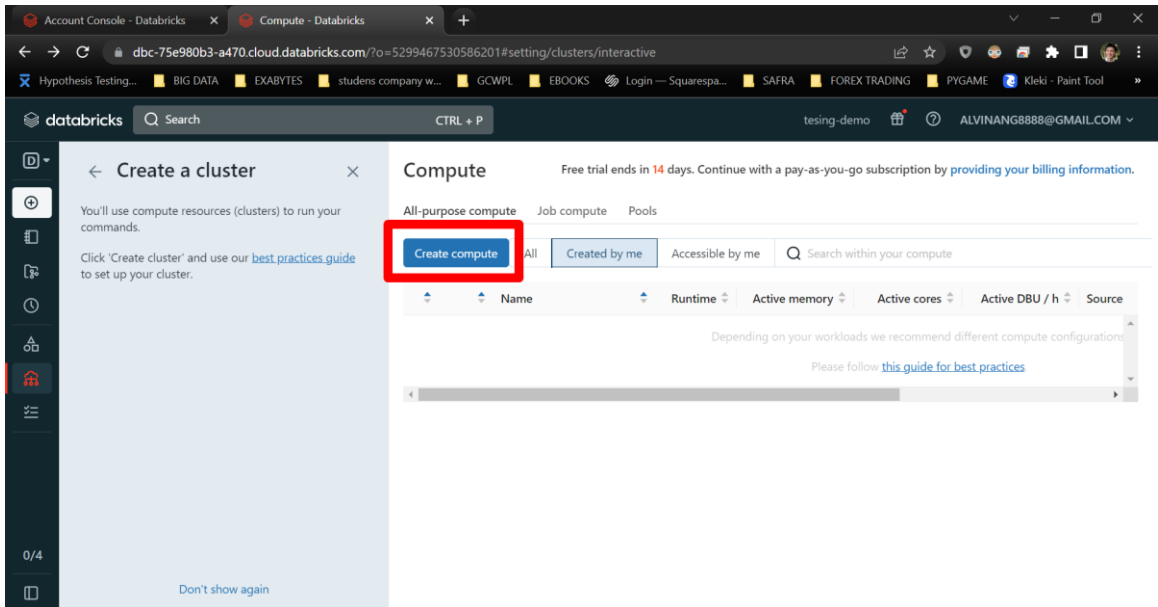 Account Console - Databricks
Compute - Databricks
dbc-75e980b3-a470.cloud.databricks.com/?o=5299467530586201#setting/clusters/interactive
Hypothesis Testing... BIG DATA EXABYTES studens company w... GCWPL EBOOKS Login — Squarespa... SAFRA FOREX TRADING PYGAME Kleki - Paint Tool »
databricks Search CTRL + P tesing-demo ALVINANG8888@GMAIL.COM
D
Create a cluster
You'll use compute resources (clusters) to run your
commands.
Click 'Create cluster' and use our best practices guide
to set up your cluster.
0/4
Don't show again
Compute Free trial ends in 14 days. Continue with a pay-as-you-go subscription by providing your billing information.
All-purpose compute Job compute Pools
Create compute All Created by me Accessible by me Search within your compute
Name Runtime Active memory Active cores Active DBU / h Source
Depending on your workloads we recommend different compute configurations
Please follow this guide for best practices